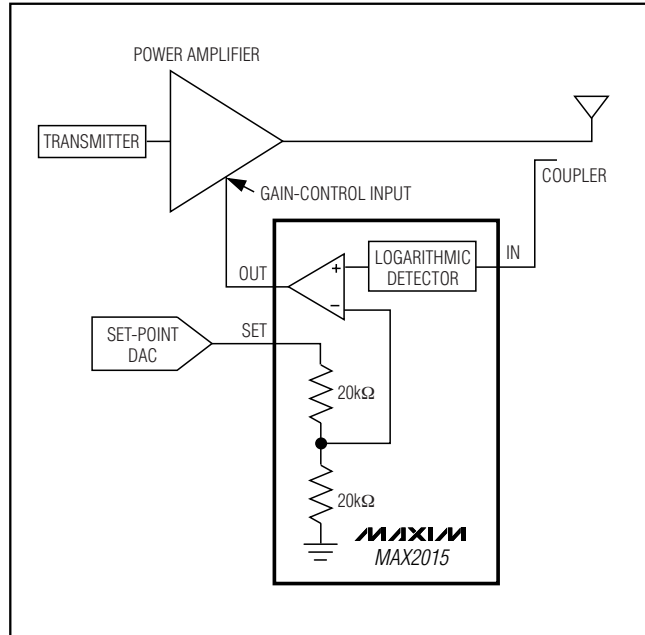 POWER AMPLIFIER
TRANSMITTER
GAIN-CONTROL INPUT
COUPLER
OUT
+
−
LOGARITHMIC
DETECTOR
IN
SET-POINT
DAC
SET
20kΩ
20kΩ
MAXIM
MAX2015